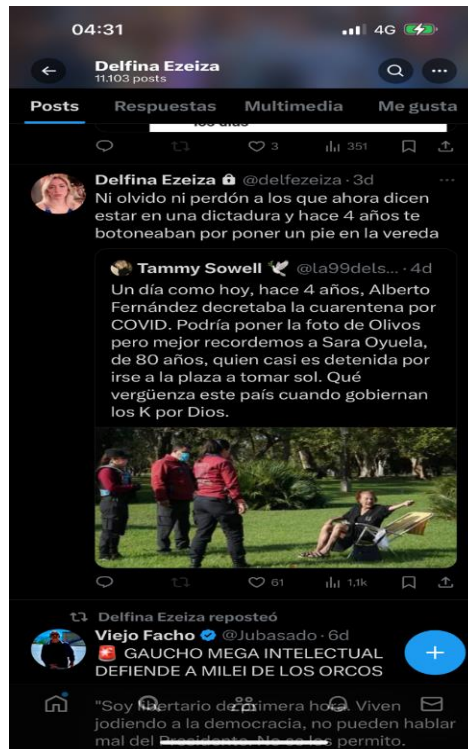 04:31
4G
Delfina Ezeiza
11.103 posts
Posts Respuestas Multimedia Me gusta
3 351
Delfina Ezeiza @delfezeiza · 3d
Ni olvido ni perdón a los que ahora dicen
estar en una dictadura y hace 4 años te
botoneaban por poner un pie en la vereda
Tammy Sowell @la99dels... · 4d
Un día como hoy, hace 4 años, Alberto
Fernández decretaba la cuarentena por
COVID. Podría poner la foto de Olivos
pero mejor recordemos a Sara Oyuela,
de 80 años, quien casi es detenida por
irse a la plaza a tomar sol. Qué
vergüenza este país cuando gobiernan
los K por Dios.
61 1,1k
Delfina Ezeiza reposteó
Viejo Facho @Jubasado · 6d
GAUCHO MEGA INTELECTUAL
DEFIENDE A MILEI DE LOS ORCOS
"Soy libertario de primera hora. Viven
jodiendo a la democracia, no pueden hablar
mal del Presidente. No se los permito.